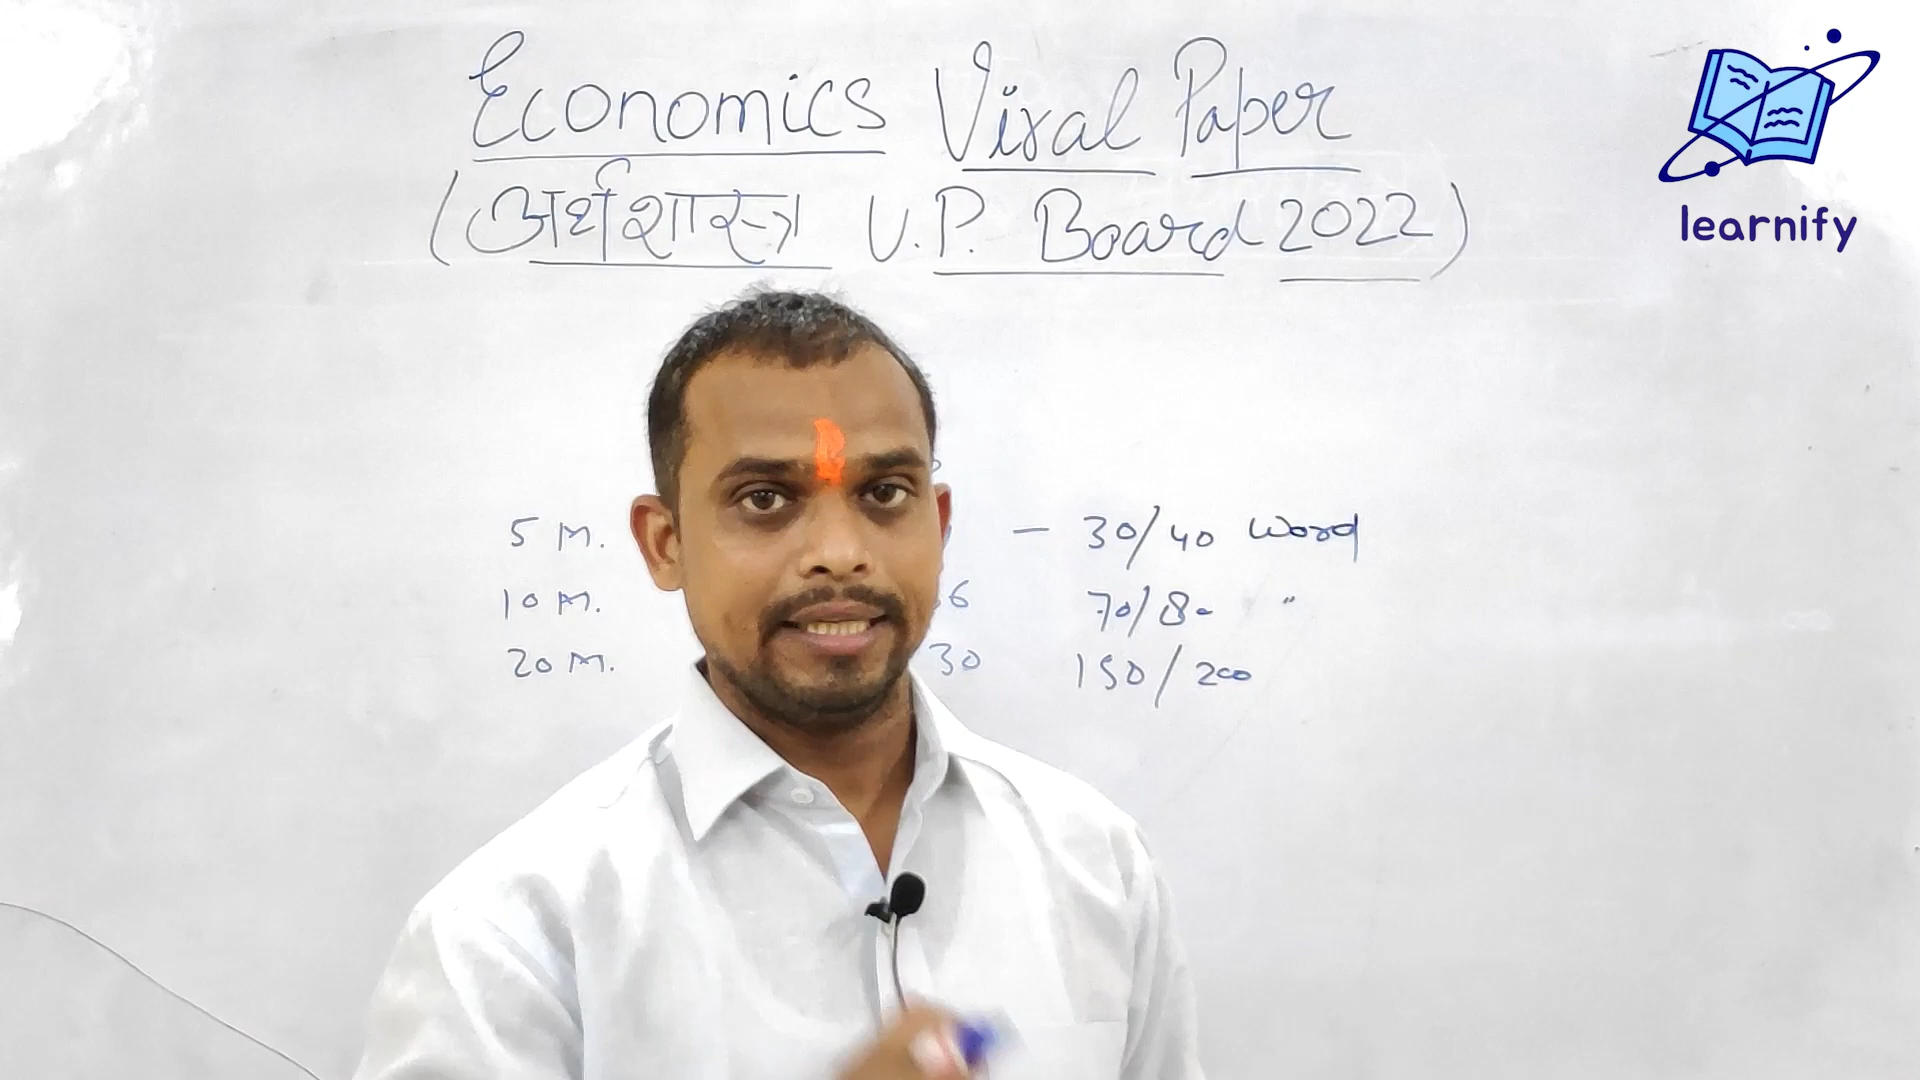 Economics Viral Paper
(अर्थशास्त्र U.P. Board 2022)
learnify
5 M. — 30/40 Word
10 M. 6 70/80 "
20 M. 30 150/200